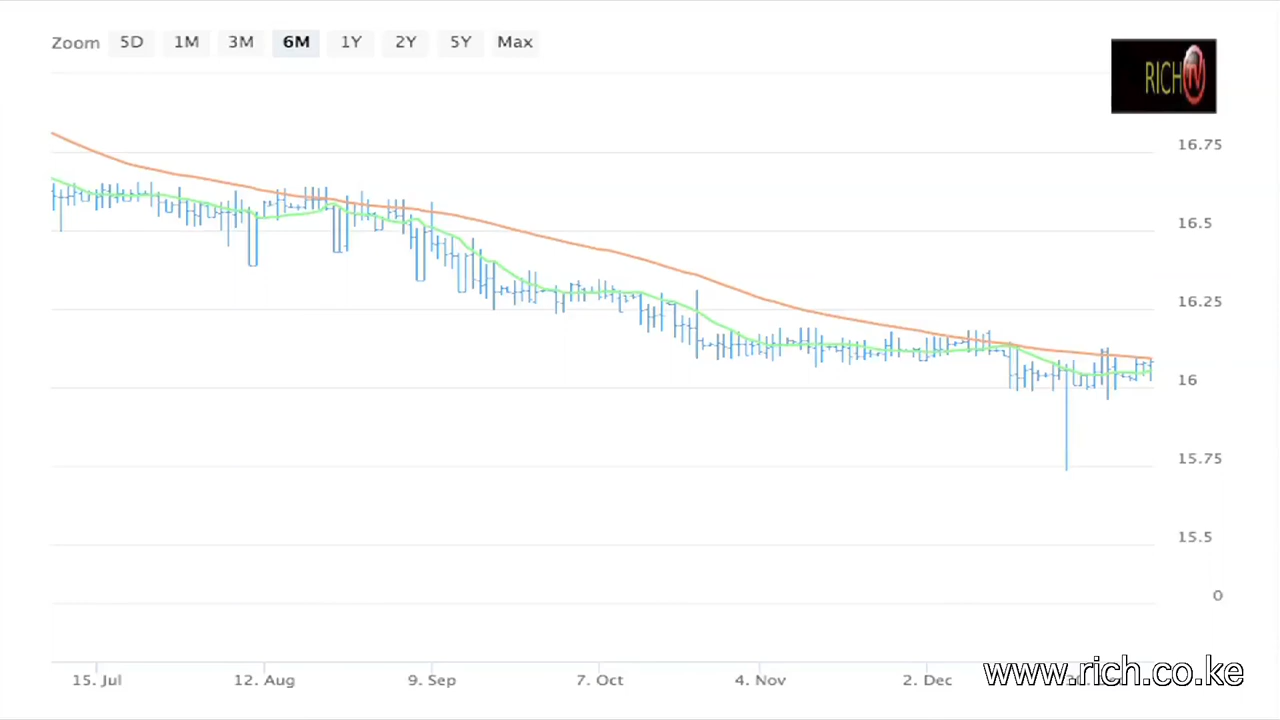 Zoom 5D 1M 3M 6M 1Y 2Y 5Y Max
RICH TV
16.75
16.5
16.25
16
15.75
15.5
0
15. Jul 12. Aug 9. Sep 7. Oct 4. Nov 2. Dec
www.rich.co.ke